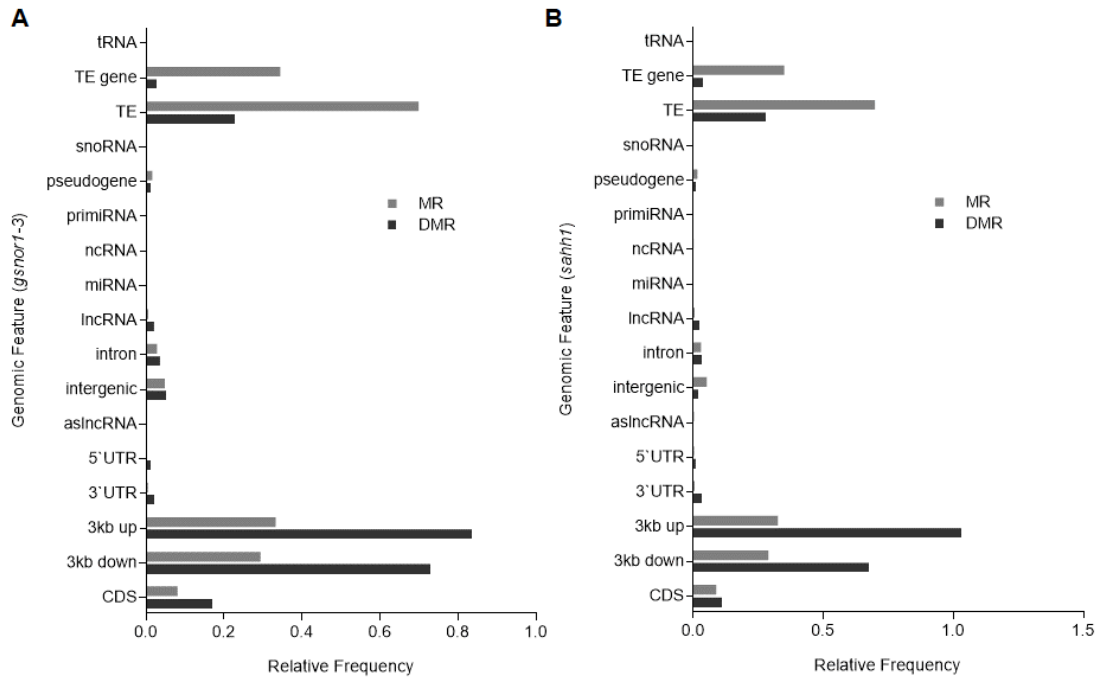 A
Genomic Feature (gsnor1-3)
tRNA
TE gene
TE
snoRNA
pseudogene
primiRNA
ncRNA
miRNA
lncRNA
intron
intergenic
aslncRNA
5`UTR
3`UTR
3kb up
3kb down
CDS
MR
DMR
0.0 0.2 0.4 0.6 0.8 1.0
Relative Frequency
B
Genomic Feature (sahh1)
tRNA
TE gene
TE
snoRNA
pseudogene
primiRNA
ncRNA
miRNA
lncRNA
intron
intergenic
aslncRNA
5`UTR
3`UTR
3kb up
3kb down
CDS
MR
DMR
0.0 0.5 1.0 1.5
Relative Frequency